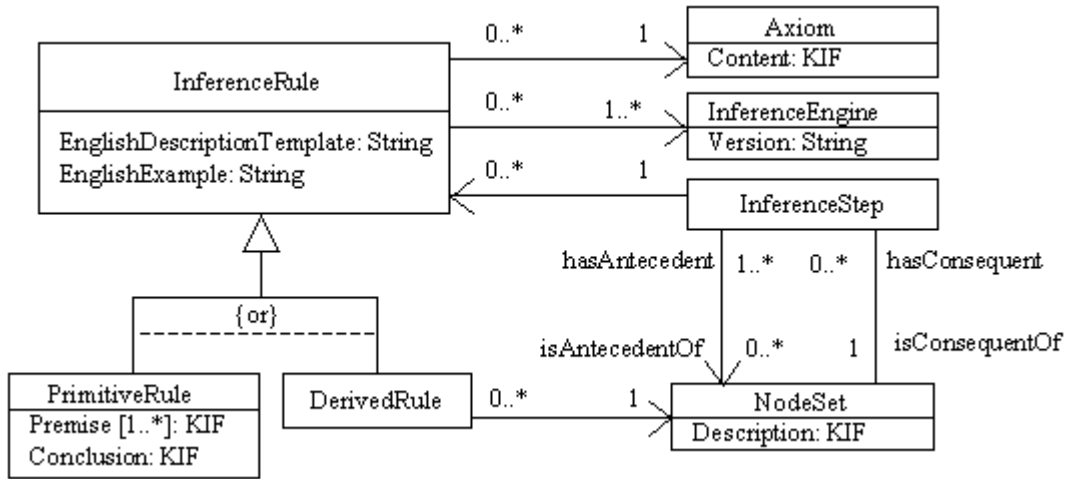 0..* 1 Axiom
Content: KIF
InferenceRule
0..* 1..* InferenceEngine
Version: String
EnglishDescriptionTemplate: String
EnglishExample: String
0..* 1 InferenceStep
hasAntecedent 1..* 0..* hasConsequent
{or}
isAntecedentOf 0..* 1 isConsequentOf
PrimitiveRule
Premise [1..*]: KIF
Conclusion: KIF
DerivedRule 0..* 1 NodeSet
Description: KIF